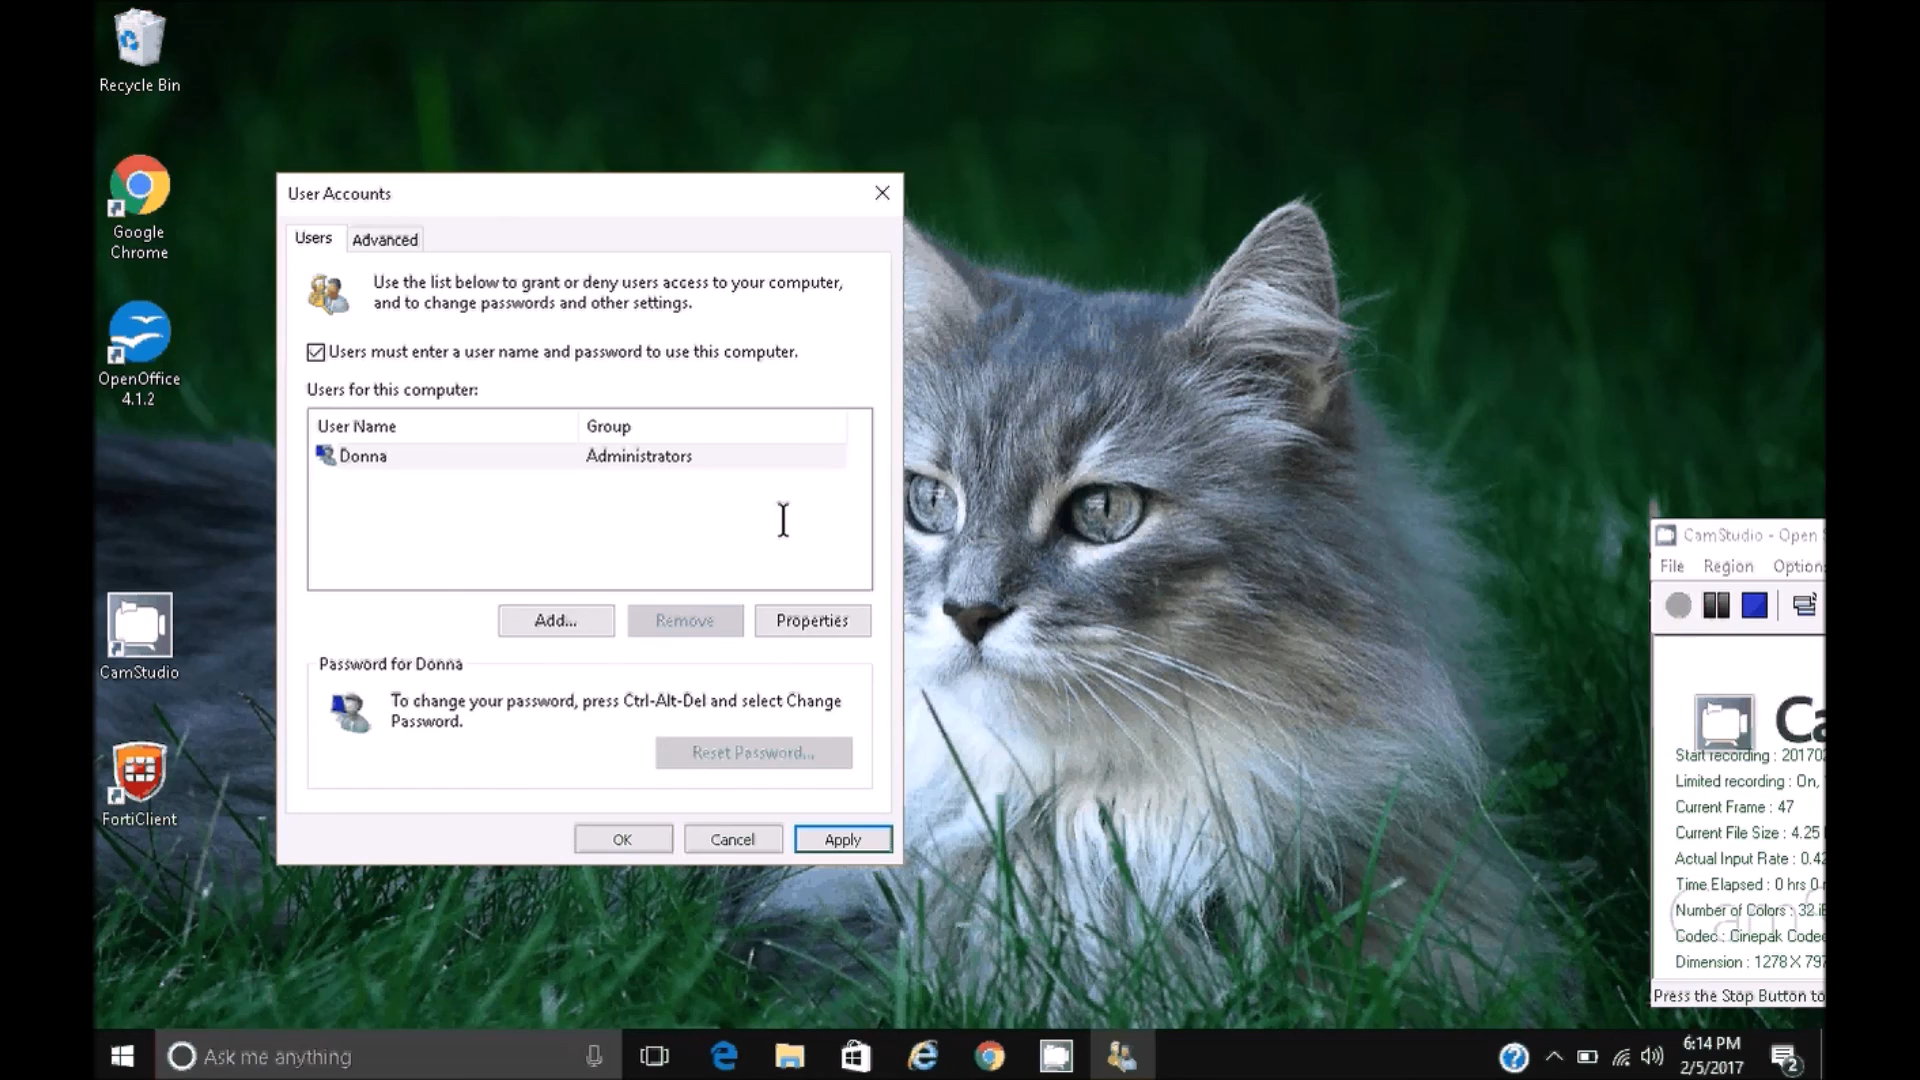 Recycle Bin
Google
Chrome
OpenOffice
4.1.2
CamStudio
FortiClient
User Accounts
Users
Advanced
Use the list below to grant or deny users access to your computer,
and to change passwords and other settings.
Users must enter a user name and password to use this computer.
Users for this computer:
User Name
Group
Donna
Administrators
Add...
Remove
Properties
Password for Donna
To change your password, press Ctrl-Alt-Del and select Change
Password.
Reset Password...
OK
Cancel
Apply
CamStudio - Open
File
Region
Option
Ca
Start recording : 20170
Limited recording : On,
Current Frame : 47
Current File Size : 4.25
Actual Input Rate : 0.42
Time Elapsed : 0 hrs 0
Number of Colors : 32
Codec : Cinepak Codec
Dimension : 1278 X 797
Press the Stop Button to
Ask me anything
6:14 PM
2/5/2017
2